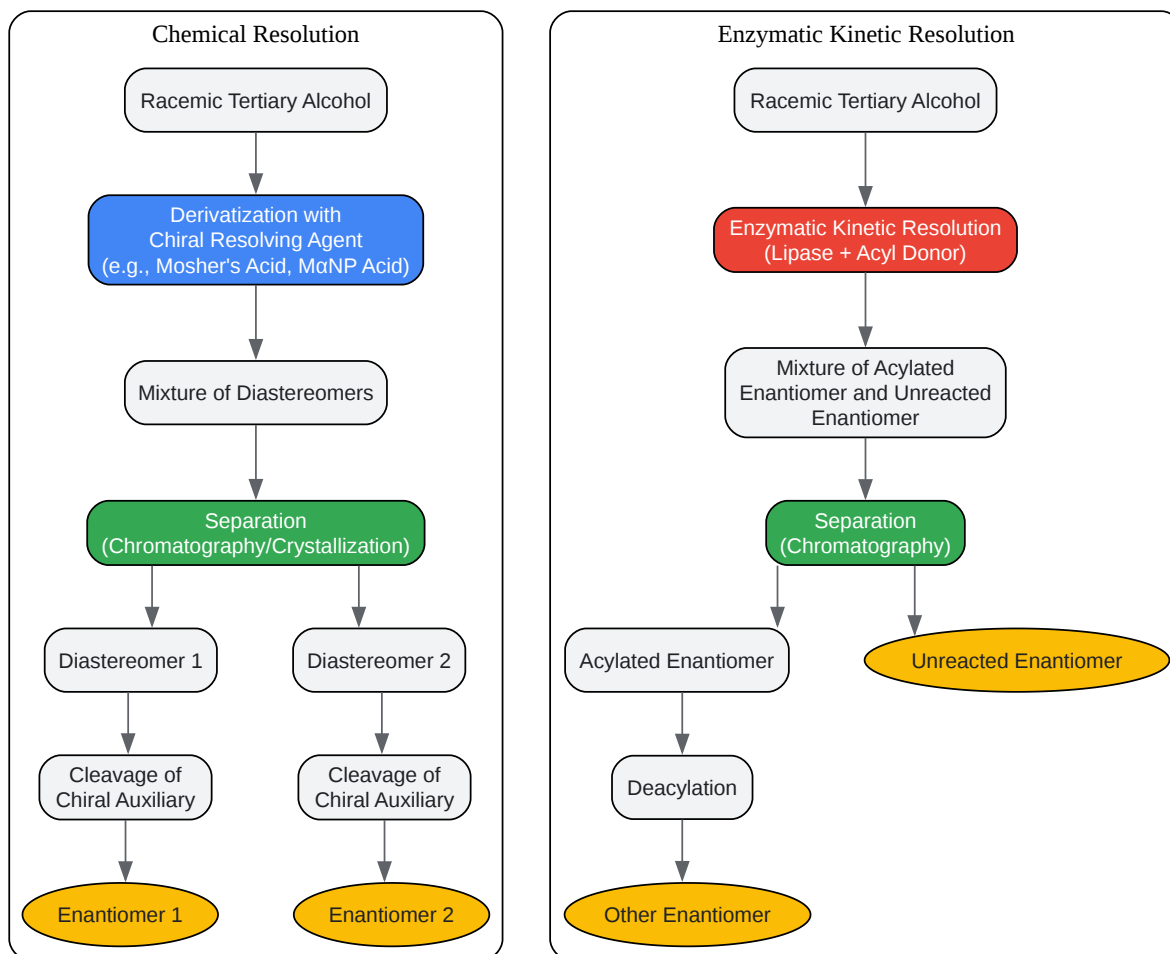 Chemical Resolution
Racemic Tertiary Alcohol
Derivatization with
Chiral Resolving Agent
(e.g., Mosher's Acid, MαNP Acid)
Mixture of Diastereomers
Separation
(Chromatography/Crystallization)
Diastereomer 1
Diastereomer 2
Cleavage of
Chiral Auxiliary
Cleavage of
Chiral Auxiliary
Enantiomer 1
Enantiomer 2
Enzymatic Kinetic Resolution
Racemic Tertiary Alcohol
Enzymatic Kinetic Resolution
(Lipase + Acyl Donor)
Mixture of Acylated
Enantiomer and Unreacted
Enantiomer
Separation
(Chromatography)
Acylated Enantiomer
Unreacted Enantiomer
Deacylation
Other Enantiomer